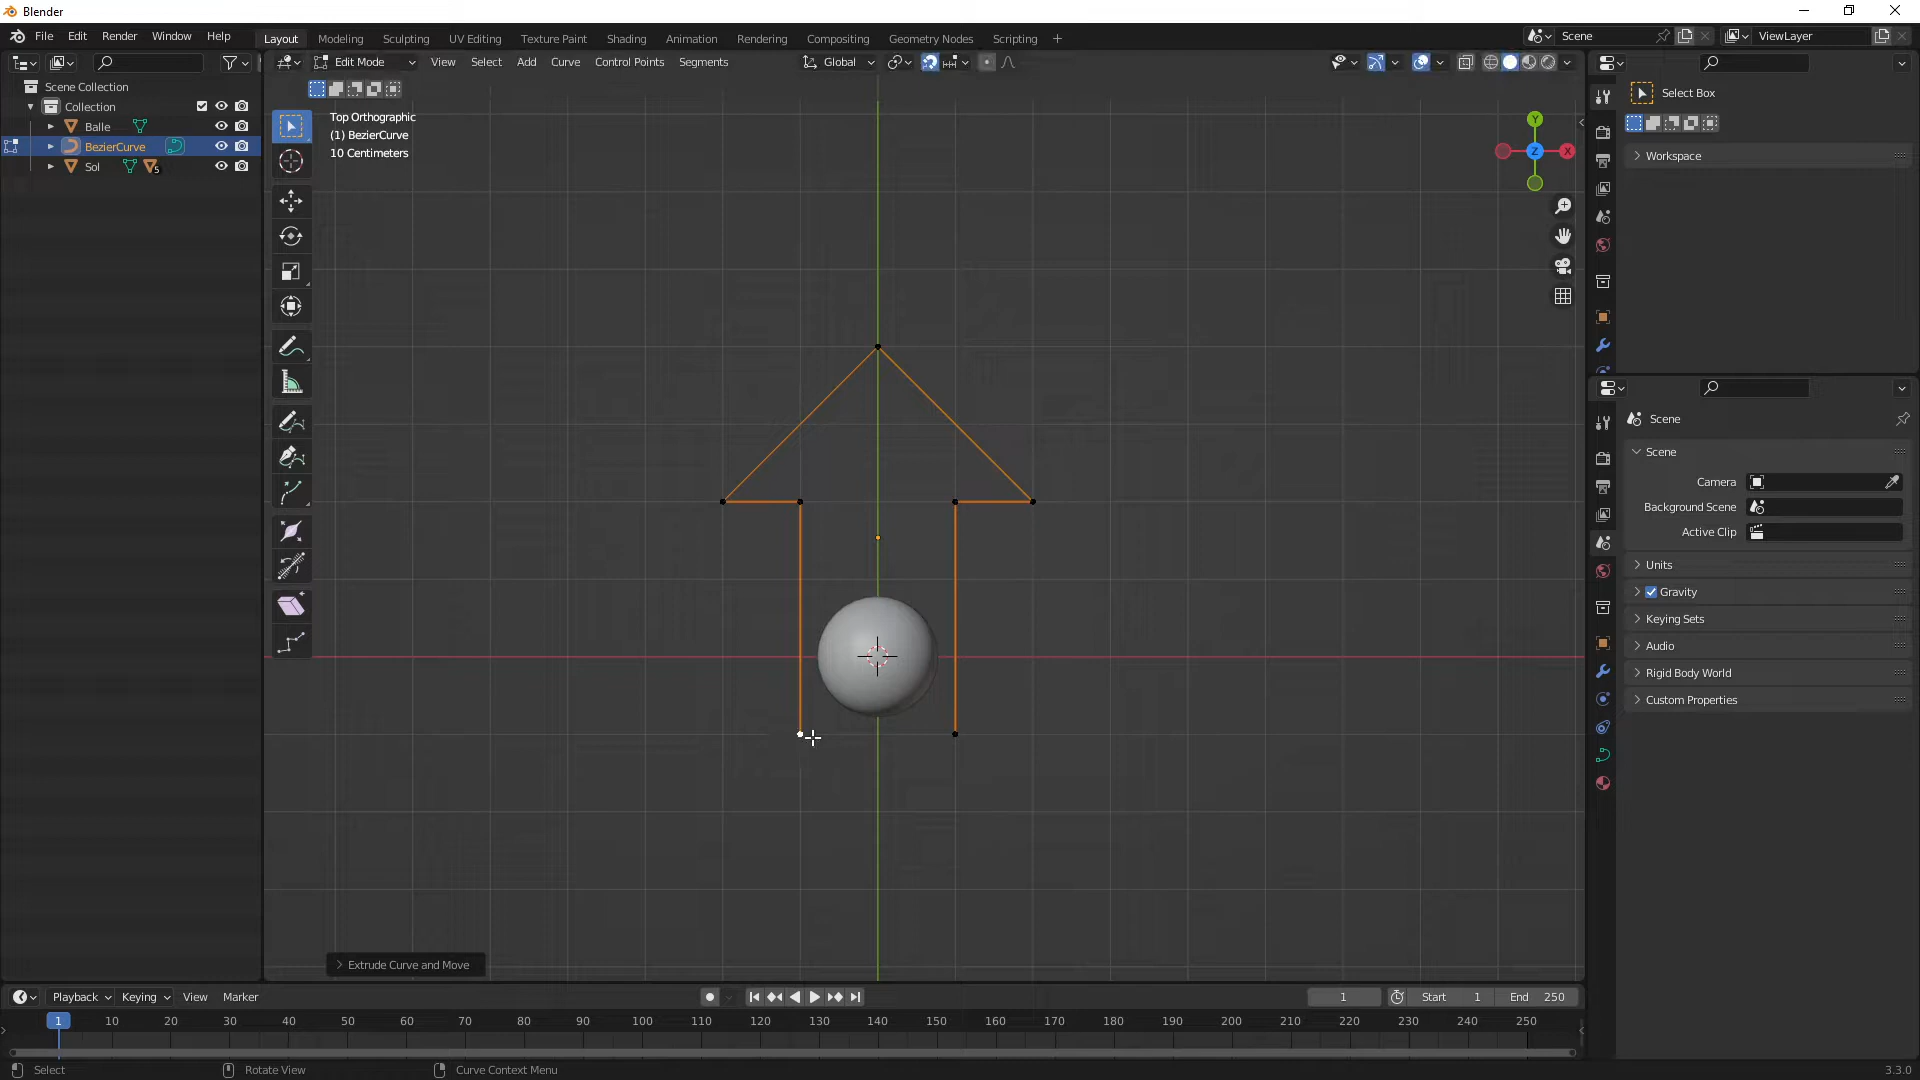 Blender
File Edit Render Window Help
Layout Modeling Sculpting UV Editing Texture Paint Shading Animation Rendering Compositing Geometry Nodes Scripting +
Scene
ViewLayer
Edit Mode View Select Add Curve Control Points Segments
Global
Scene Collection
Collection
Balle
BezierCurve
Sol
5
Top Orthographic
(1) BezierCurve
10 Centimeters
Y
Z
X
Select Box
Workspace
Scene
Scene
Camera
Background Scene
Active Clip
Units
Gravity
Keying Sets
Audio
Rigid Body World
Custom Properties
Extrude Curve and Move
Playback Keying View Marker
1 Start 1 End 250
1 10 20 30 40 50 60 70 80 90 100 110 120 130 140 150 160 170 180 190 200 210 220 230 240 250
Select Rotate View Curve Context Menu 3.3.0